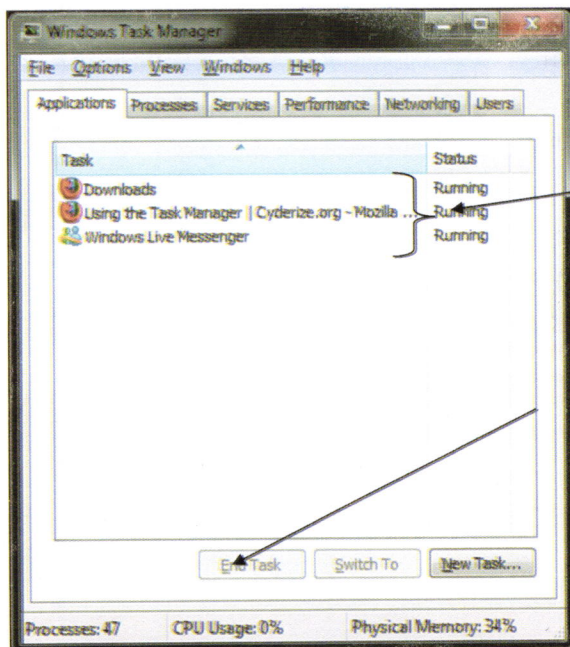 Windows Task Manager
File Options View Windows Help
Applications Processes Services Performance Networking Users
Task Status
Downloads Running
Using the Task Manager | Cyderize.org - Mozilla ... Running
Windows Live Messenger Running
End Task Switch To New Task...
Processes: 47 CPU Usage: 0% Physical Memory: 34%